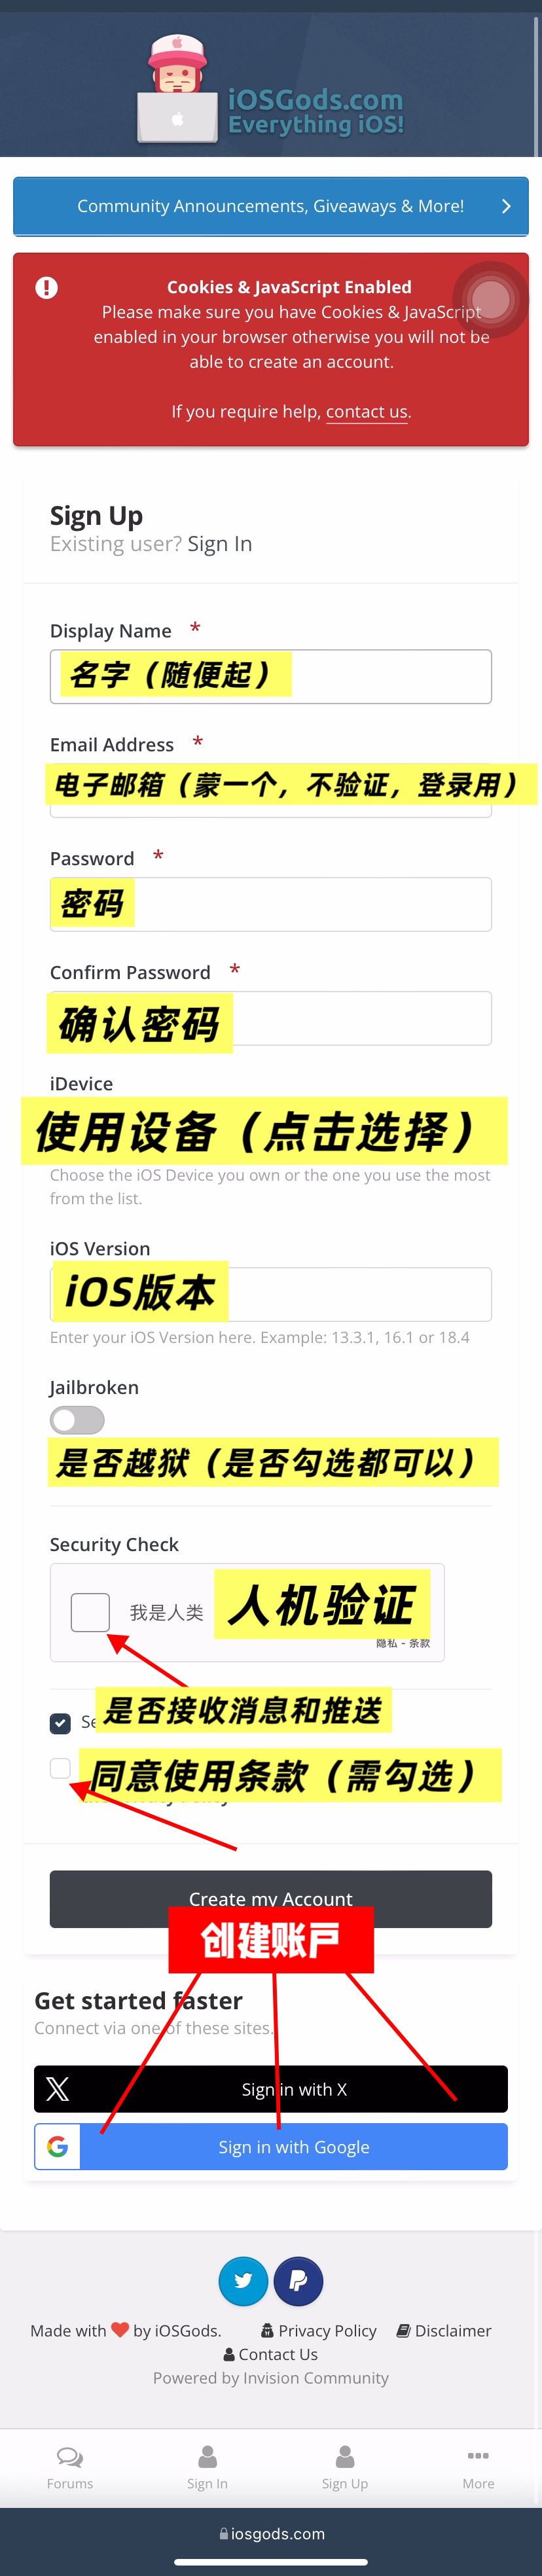 iOSGods.com
Everything iOS!
Community Announcements, Giveaways & More!
Cookies & JavaScript Enabled
Please make sure you have Cookies & JavaScript
enabled in your browser otherwise you will not be
able to create an account.
If you require help, contact us.
Sign Up
Existing user? Sign In
Display Name *
名字（随便起）
Email Address *
电子邮箱（蒙一个，不验证，登录用）
Password *
密码
Confirm Password *
确认密码
iDevice
使用设备（点击选择）
Choose the iOS Device you own or the one you use the most
from the list.
iOS Version
iOS版本
Enter your iOS Version here. Example: 13.3.1, 16.1 or 18.4
Jailbroken
是否越狱（是否勾选都可以）
Security Check
我是人类
人机验证
隐私 - 条款
是否接收消息和推送
同意使用条款（需勾选）
Create my Account
创建账户
Get started faster
Connect via one of these sites.
Sign in with X
Sign in with Google
Made with by iOSGods. Privacy Policy Disclaimer
Contact Us
Powered by Invision Community
Forums Sign In Sign Up More
iosgods.com